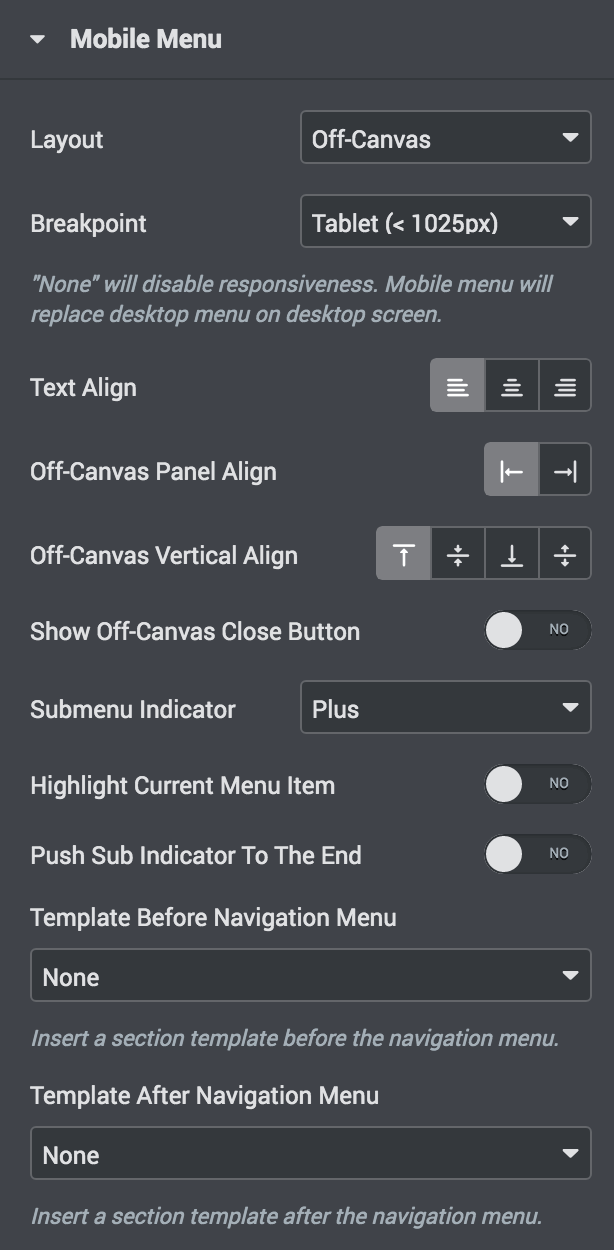 Mobile Menu
Layout
Off-Canvas
Breakpoint
Tablet (< 1025px)
"None" will disable responsiveness. Mobile menu will
replace desktop menu on desktop screen.
Text Align
Off-Canvas Panel Align
Off-Canvas Vertical Align
Show Off-Canvas Close Button
NO
Submenu Indicator
Plus
Highlight Current Menu Item
NO
Push Sub Indicator To The End
NO
Template Before Navigation Menu
None
Insert a section template before the navigation menu.
Template After Navigation Menu
None
Insert a section template after the navigation menu.